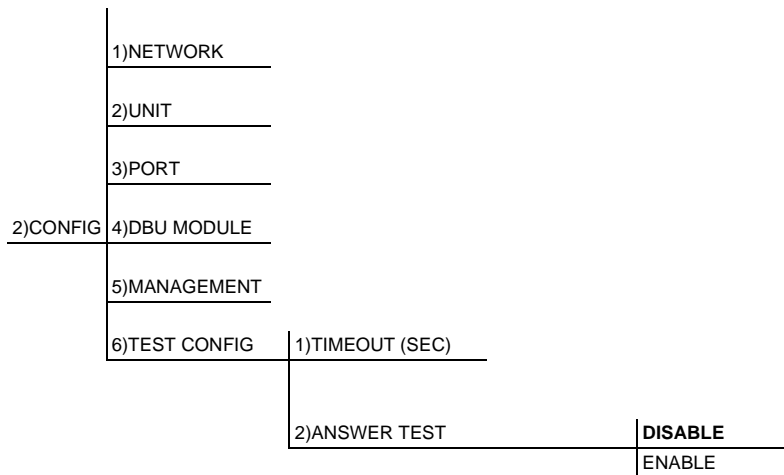 1)NETWORK
2)UNIT
3)PORT
2)CONFIG 4)DBU MODULE
5)MANAGEMENT
6)TEST CONFIG 1)TIMEOUT (SEC)
2)ANSWER TEST DISABLE
ENABLE